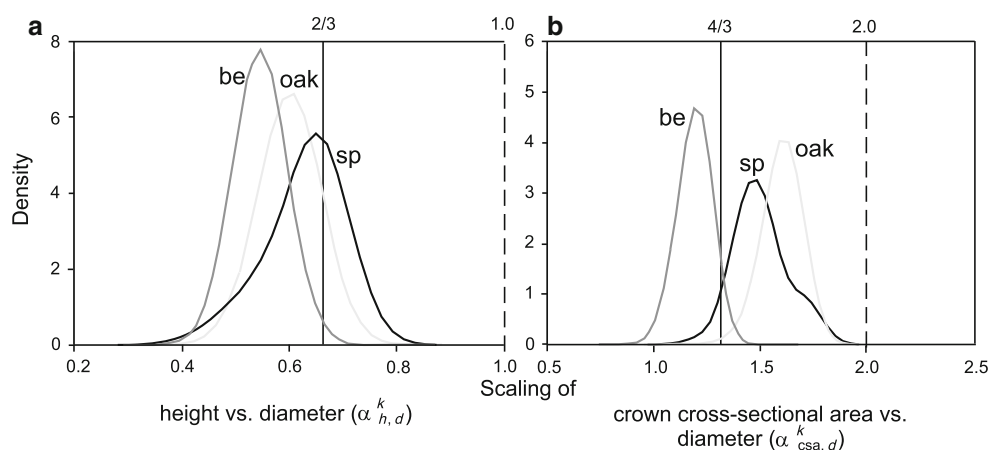 a
2/3
1.0
b
4/3
2.0
8
6
4
2
0
Density
be
oak
sp
0.2
0.4
0.6
0.8
1.0
6
5
4
3
2
1
0
be
sp
oak
0.5
1.0
1.5
2.0
2.5
Scaling of
height vs. diameter (α k h, d)
crown cross-sectional area vs.
diameter (α k csa, d)